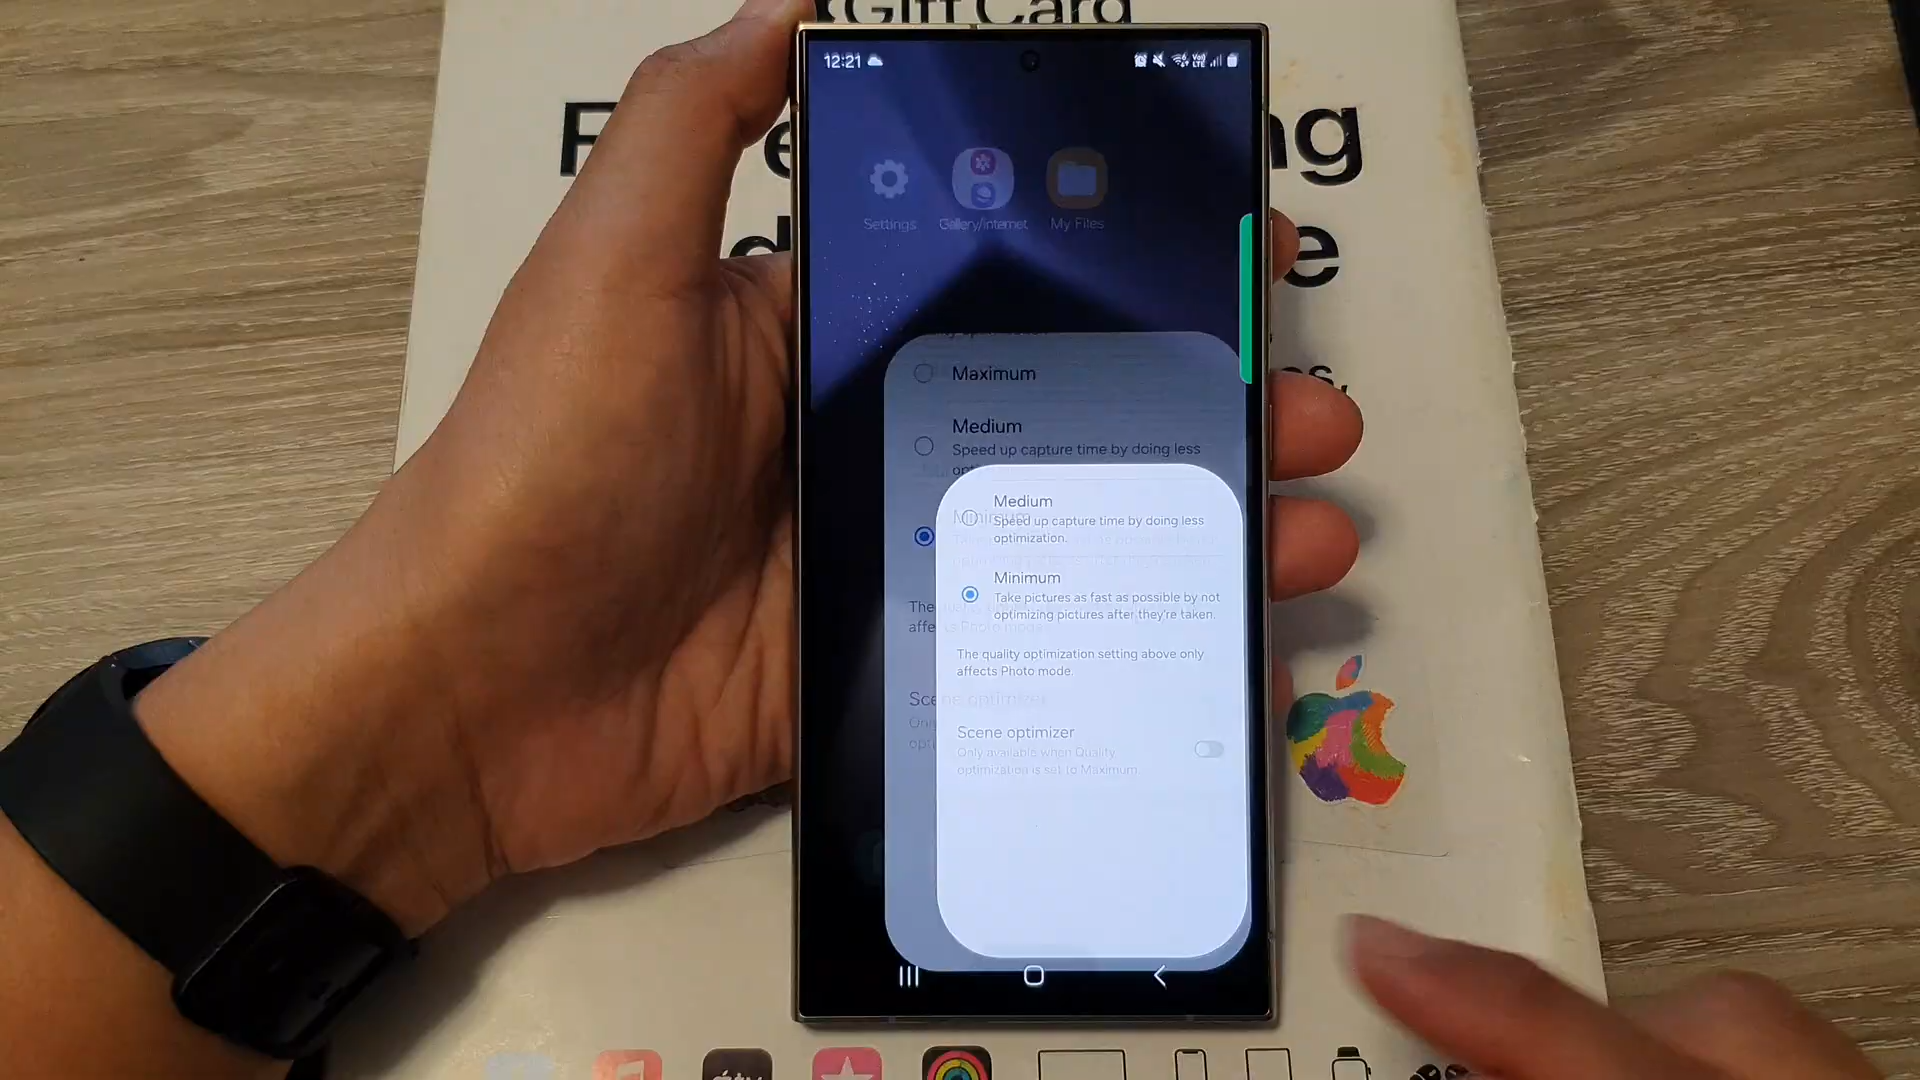 Gift Card
12:21
Settings
Gallery/internet
My Files
Maximum
Medium
Speed up capture time by doing less
Medium
Speed up capture time by doing less
optimization.
Minimum
Take pictures as fast as possible by not
optimizing pictures after they're taken.
The quality optimization setting above only
affects Photo mode.
Scene optimizer
Only available when Quality
optimization is set to Maximum.